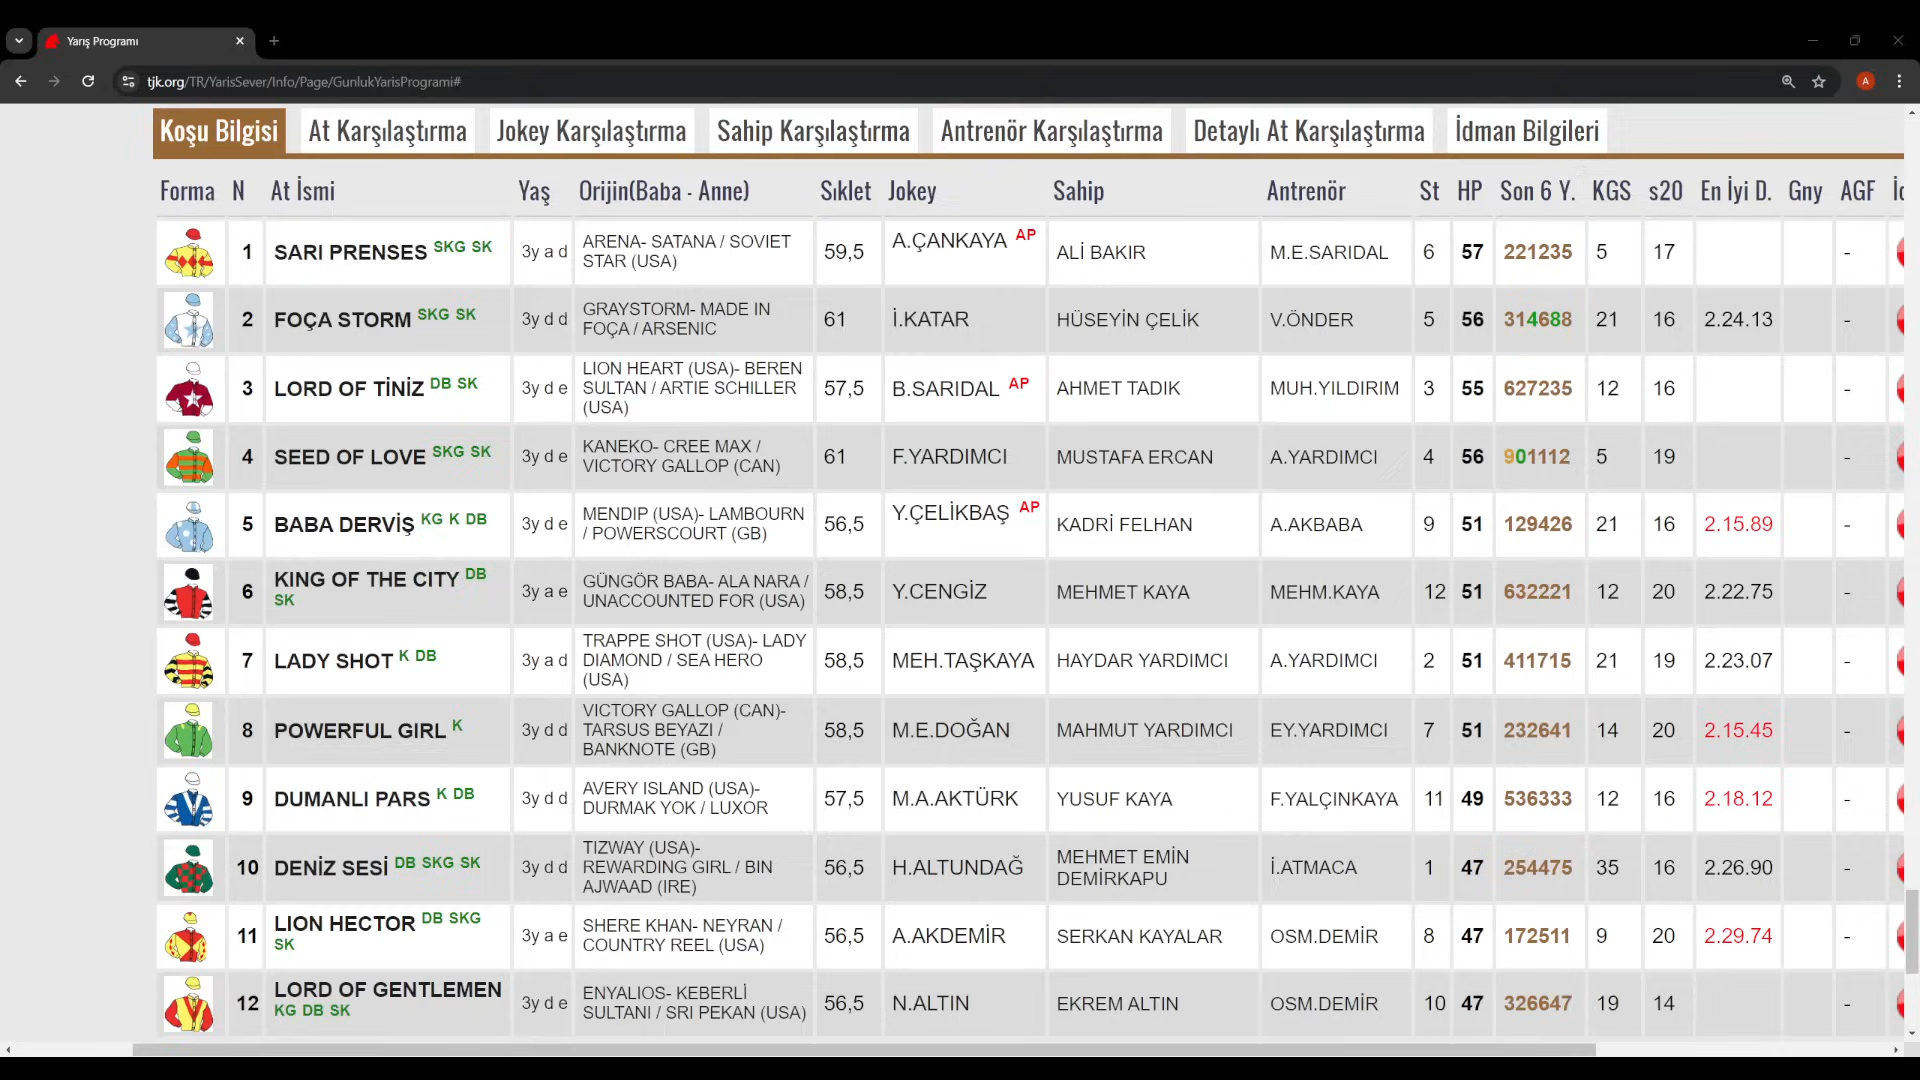 Yarış Programı
tjk.org/TR/YarisSever/Info/Page/GunlukYarisProgrami#
A
Koşu Bilgisi At Karşılaştırma Jokey Karşılaştırma Sahip Karşılaştırma Antrenör Karşılaştırma Detaylı At Karşılaştırma İdman Bilgileri
Forma N At İsmi Yaş Orijin(Baba - Anne) Sıklet Jokey Sahip Antrenör St HP Son 6 Y. KGS s20 En İyi D. Gny AGF
1 SARI PRENSES SKG SK 3y a d ARENA- SATANA / SOVIET STAR (USA) 59,5 A.ÇANKAYA AP ALİ BAKIR M.E.SARIDAL 6 57 221235 5 17 -
2 FOÇA STORM SKG SK 3y d d GRAYSTORM- MADE IN FOÇA / ARSENIC 61 İ.KATAR HÜSEYİN ÇELİK V.ÖNDER 5 56 314688 21 16 2.24.13 -
3 LORD OF TİNİZ DB SK 3y d e LION HEART (USA)- BEREN SULTAN / ARTIE SCHILLER (USA) 57,5 B.SARIDAL AP AHMET TADIK MUH.YILDIRIM 3 55 627235 12 16 -
4 SEED OF LOVE SKG SK 3y d e KANEKO- CREE MAX / VICTORY GALLOP (CAN) 61 F.YARDIMCI MUSTAFA ERCAN A.YARDIMCI 4 56 901112 5 19 -
5 BABA DERVİŞ KG K DB 3y d e MENDIP (USA)- LAMBOURN / POWERSCOURT (GB) 56,5 Y.ÇELİKBAŞ AP KADRİ FELHAN A.AKBABA 9 51 129426 21 16 2.15.89 -
6 KING OF THE CITY DB SK 3y a e GÜNGÖR BABA- ALA NARA / UNACCOUNTED FOR (USA) 58,5 Y.CENGİZ MEHMET KAYA MEHM.KAYA 12 51 632221 12 20 2.22.75 -
7 LADY SHOT K DB 3y a d TRAPPE SHOT (USA)- LADY DIAMOND / SEA HERO (USA) 58,5 MEH.TAŞKAYA HAYDAR YARDIMCI A.YARDIMCI 2 51 411715 21 19 2.23.07 -
8 POWERFUL GIRL K 3y d d VICTORY GALLOP (CAN)- TARSUS BEYAZI / BANKNOTE (GB) 58,5 M.E.DOĞAN MAHMUT YARDIMCI EY.YARDIMCI 7 51 232641 14 20 2.15.45 -
9 DUMANLI PARS K DB 3y d d AVERY ISLAND (USA)- DURMAK YOK / LUXOR 57,5 M.A.AKTÜRK YUSUF KAYA F.YALÇINKAYA 11 49 536333 12 16 2.18.12 -
10 DENİZ SESİ DB SKG SK 3y d d TIZWAY (USA)- REWARDING GIRL / BIN AJWAAD (IRE) 56,5 H.ALTUNDAĞ MEHMET EMİN DEMİRKAPU İ.ATMACA 1 47 254475 35 16 2.26.90 -
11 LION HECTOR DB SKG SK 3y a e SHERE KHAN- NEYRAN / COUNTRY REEL (USA) 56,5 A.AKDEMİR SERKAN KAYALAR OSM.DEMİR 8 47 172511 9 20 2.29.74 -
12 LORD OF GENTLEMEN KG DB SK 3y d e ENYALIOS- KEBERLİ SULTANI / SRI PEKAN (USA) 56,5 N.ALTIN EKREM ALTIN OSM.DEMİR 10 47 326647 19 14 -